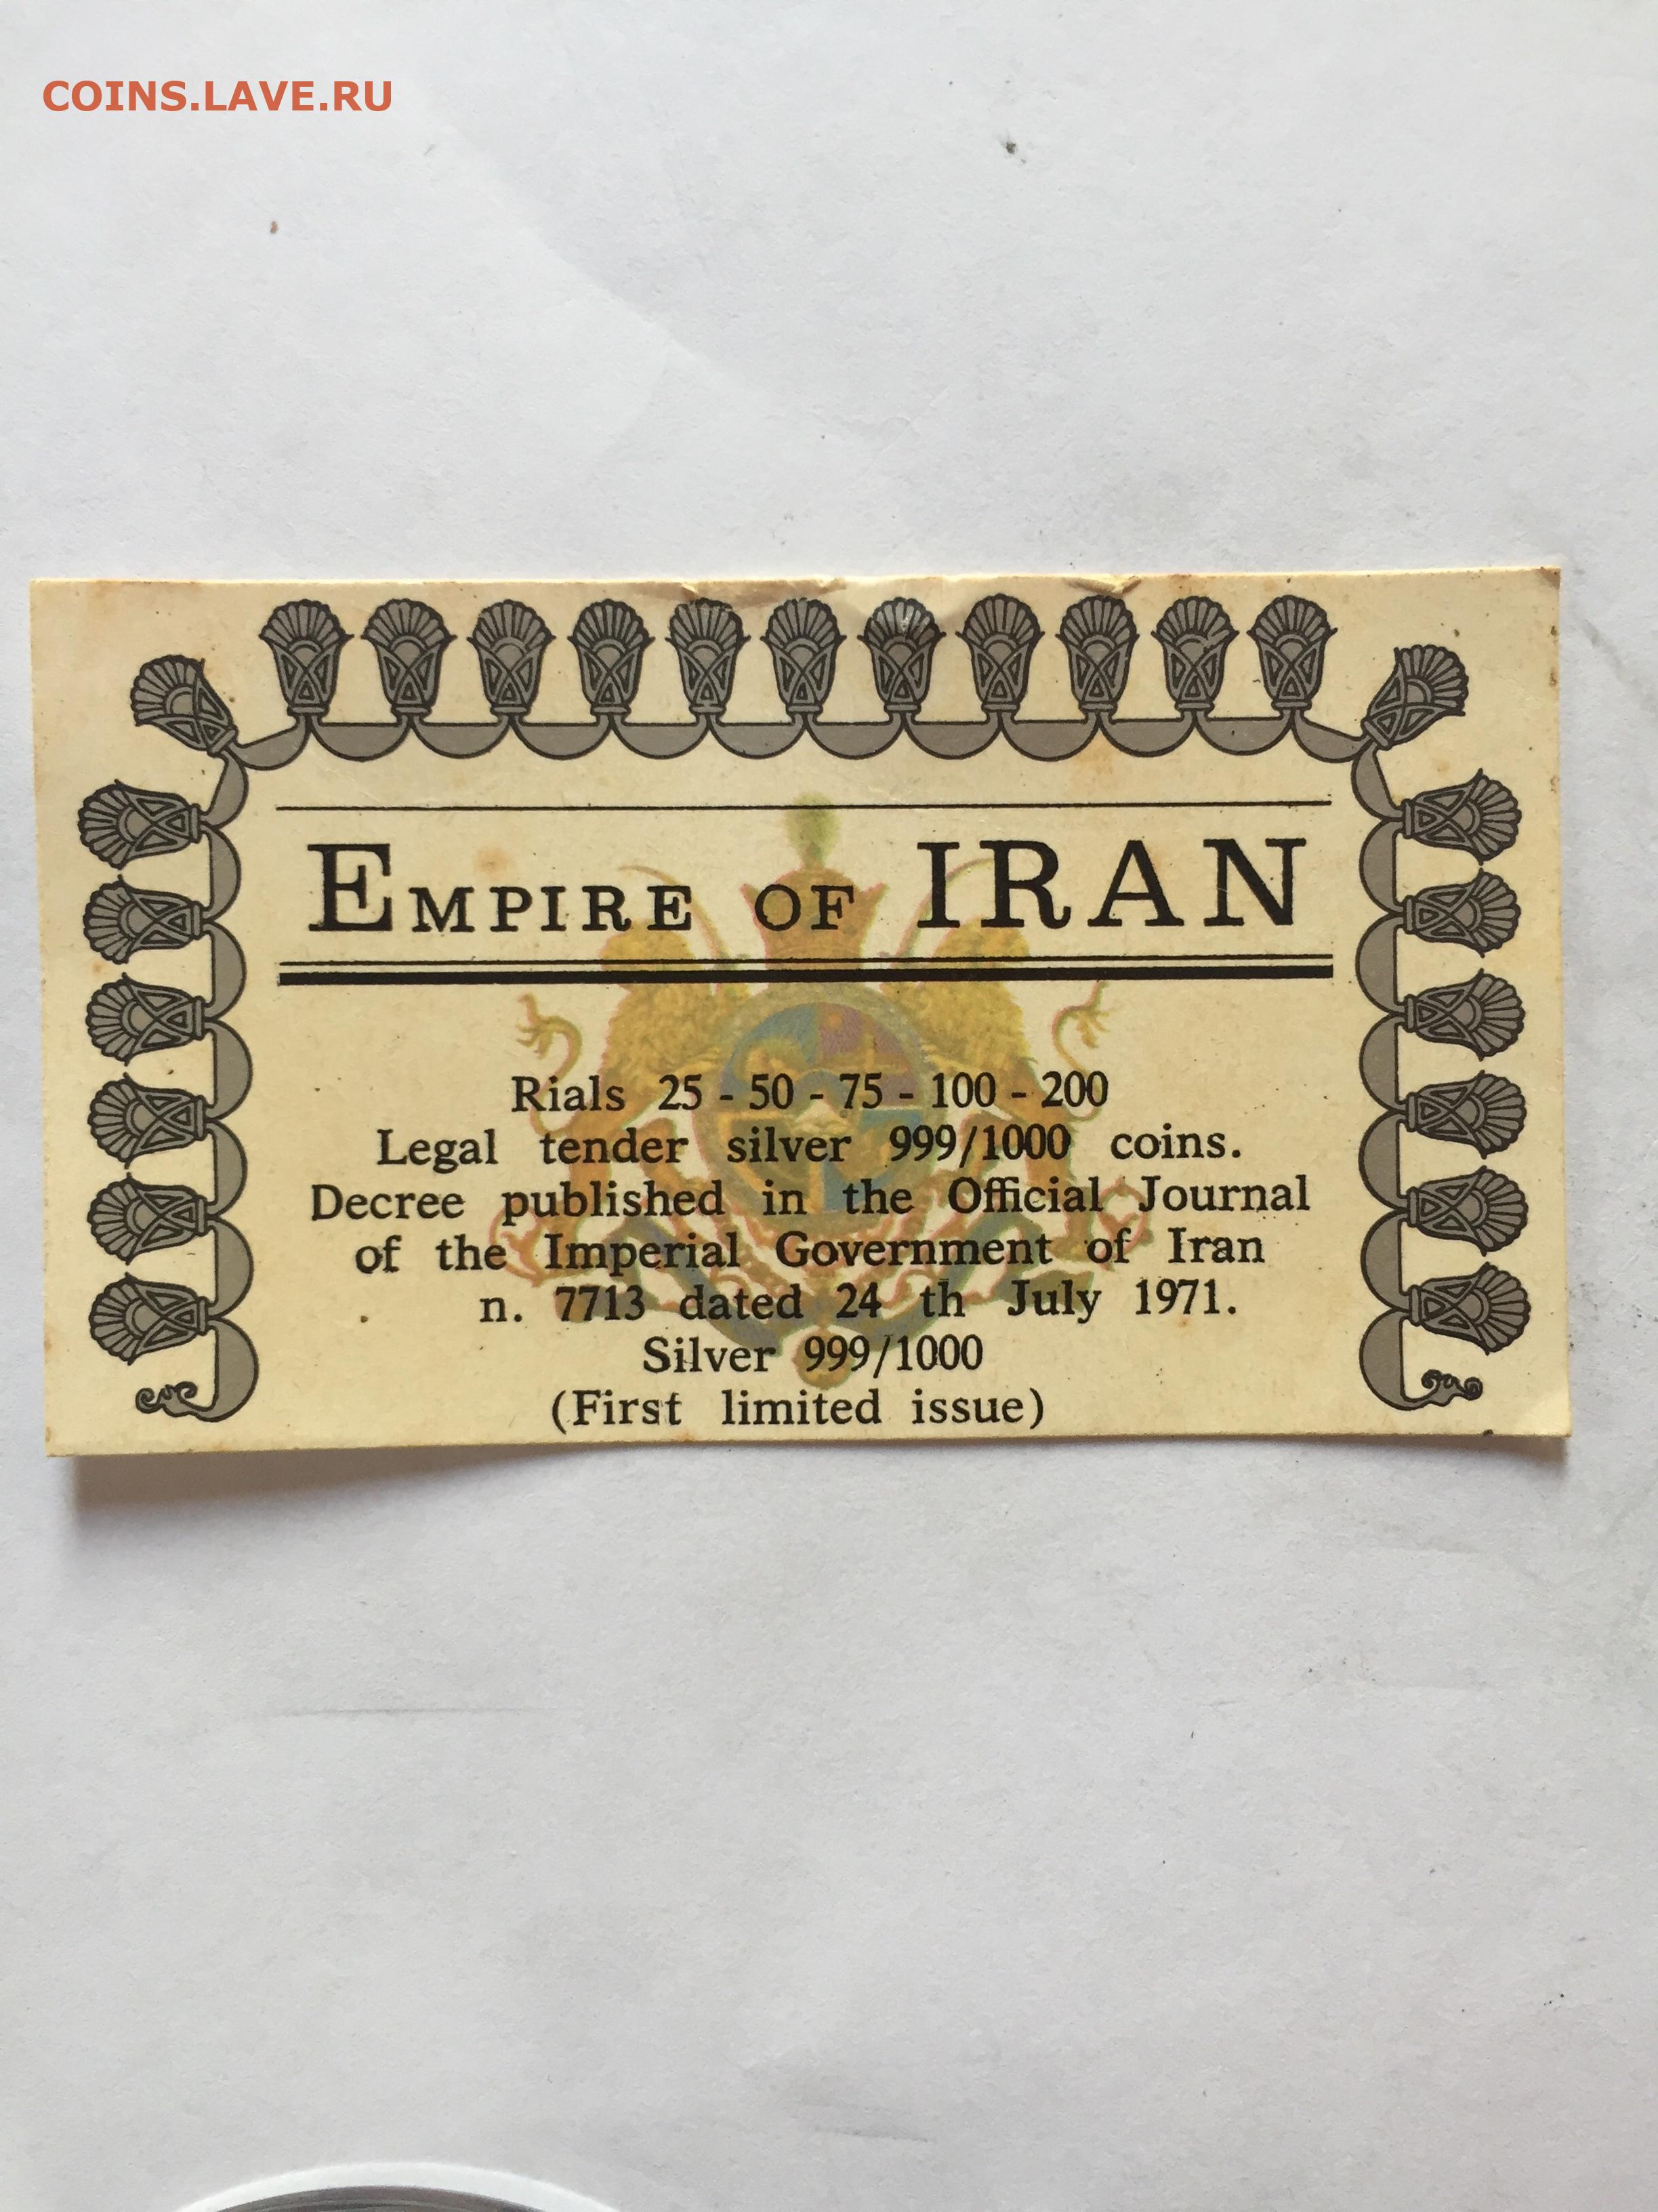 COINS.LAVE.RU
EMPIRE OF IRAN
Rials 25 - 50 - 75 - 100 - 200
Legal tender silver 999/1000 coins.
Decree published in the Official Journal
of the Imperial Government of Iran
n. 7713 dated 24 th July 1971.
Silver 999/1000
(First limited issue)